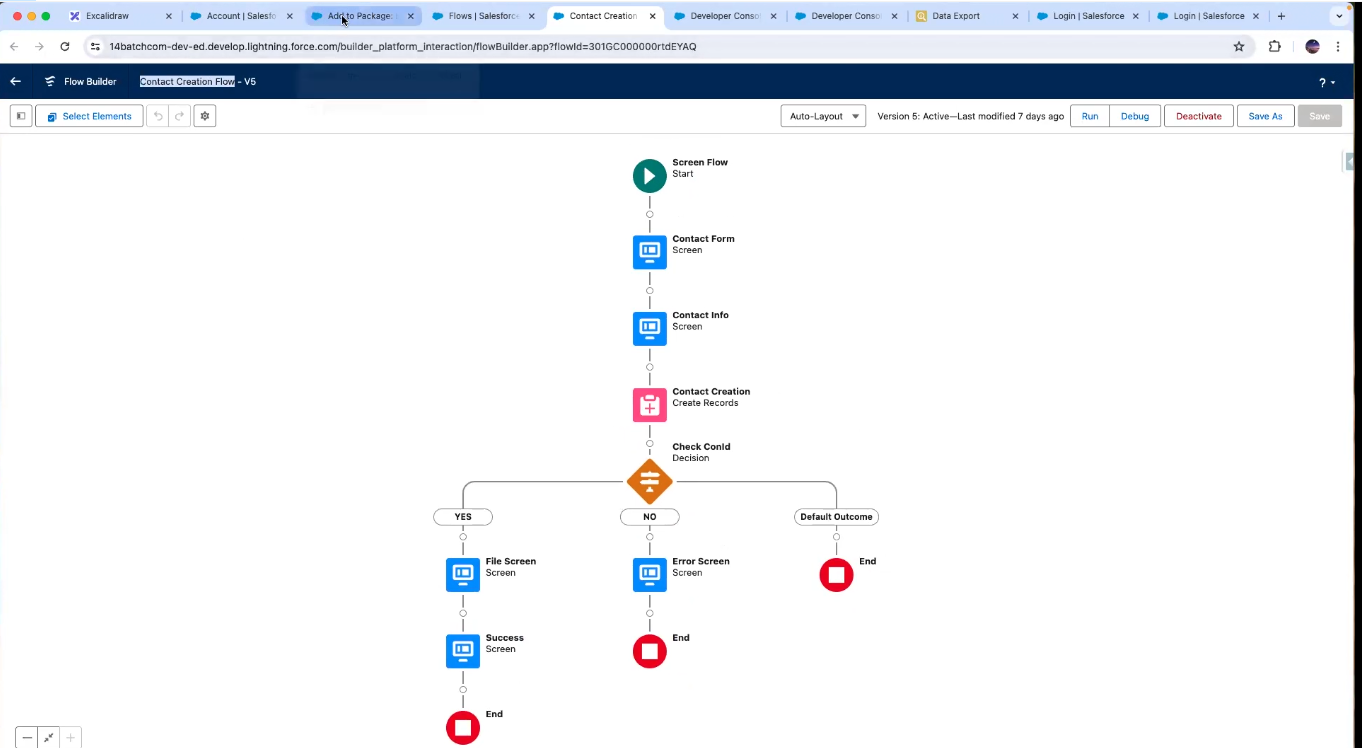 Excalidraw
Account | Salesfo
Add to Package:
Flows | Salesforce
Contact Creation
Developer Conso
Developer Conso
Data Export
Login | Salesforce
Login | Salesforce
14batchcom-dev-ed.develop.lightning.force.com/builder_platform_interaction/flowBuilder.app?flowId=301GC000000rtdEYAQ
Flow Builder
Contact Creation Flow - V5
?
Select Elements
Auto-Layout
Version 5: Active—Last modified 7 days ago
Run
Debug
Deactivate
Save As
Save
Screen Flow
Start
Contact Form
Screen
Contact Info
Screen
Contact Creation
Create Records
Check ConId
Decision
YES
NO
Default Outcome
File Screen
Screen
Error Screen
Screen
End
Success
Screen
End
End